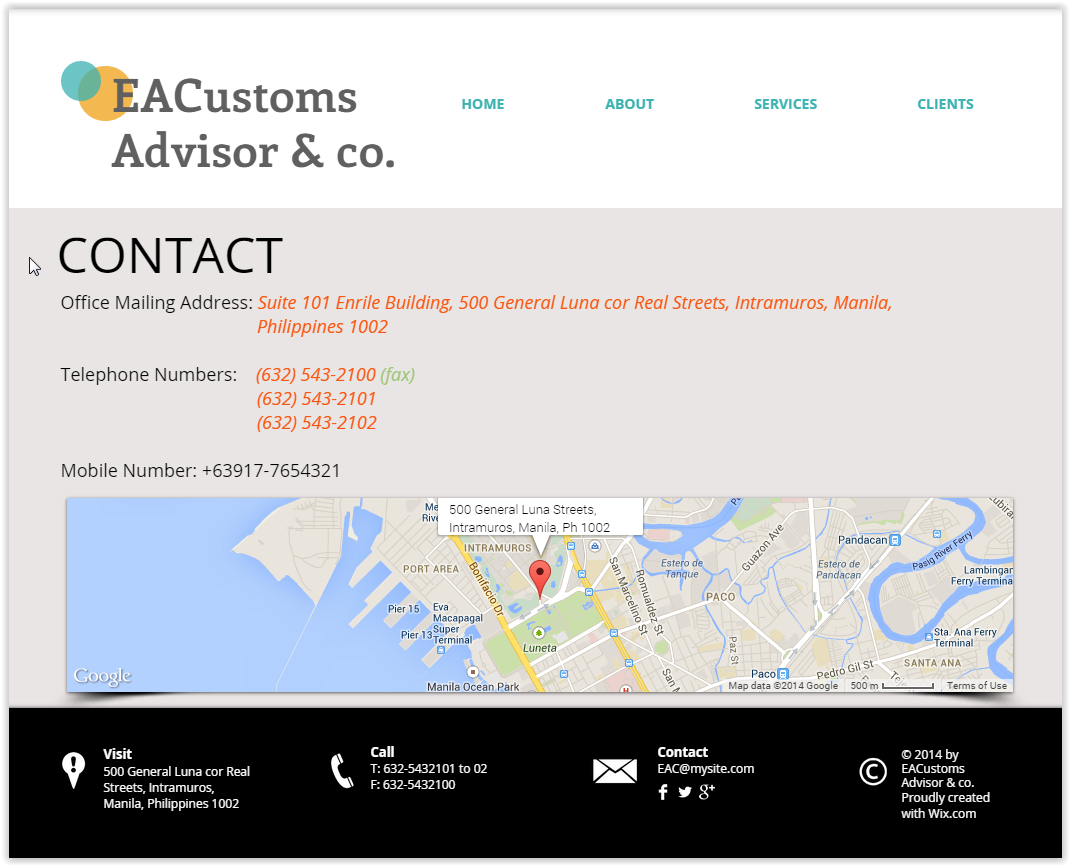 EACustoms
Advisor & co.
HOME
ABOUT
SERVICES
CLIENTS
CONTACT
Office Mailing Address: Suite 101 Enrile Building, 500 General Luna cor Real Streets, Intramuros, Manila,
Philippines 1002
Telephone Numbers: (632) 543-2100 (fax)
(632) 543-2101
(632) 543-2102
Mobile Number: +63917-7654321
500 General Luna Streets,
Intramuros, Manila, Ph 1002
INTRAMUROS
PORT AREA
Bonifacio Dr
Pier 15
Eva
Macapagal
Super
Terminal
Pier 13
Luneta
Manila Ocean Park
San Marcelino St
Romualdez St
Estero de
Tanque
PACO
Guazon Ave
Pandacan
Estero de
Pandacan
Pasig River Ferry
Lambingan
Ferry Termina
Sta. Ana Ferry
Terminal
SANTA ANA
Paz St
Paco
Pedro Gil St
Google
Map data ©2014 Google
500 m
Terms of Use
Visit
500 General Luna cor Real
Streets, Intramuros,
Manila, Philippines 1002
Call
T: 632-5432101 to 02
F: 632-5432100
Contact
EAC@mysite.com
© 2014 by
EACustoms
Advisor & co.
Proudly created
with Wix.com